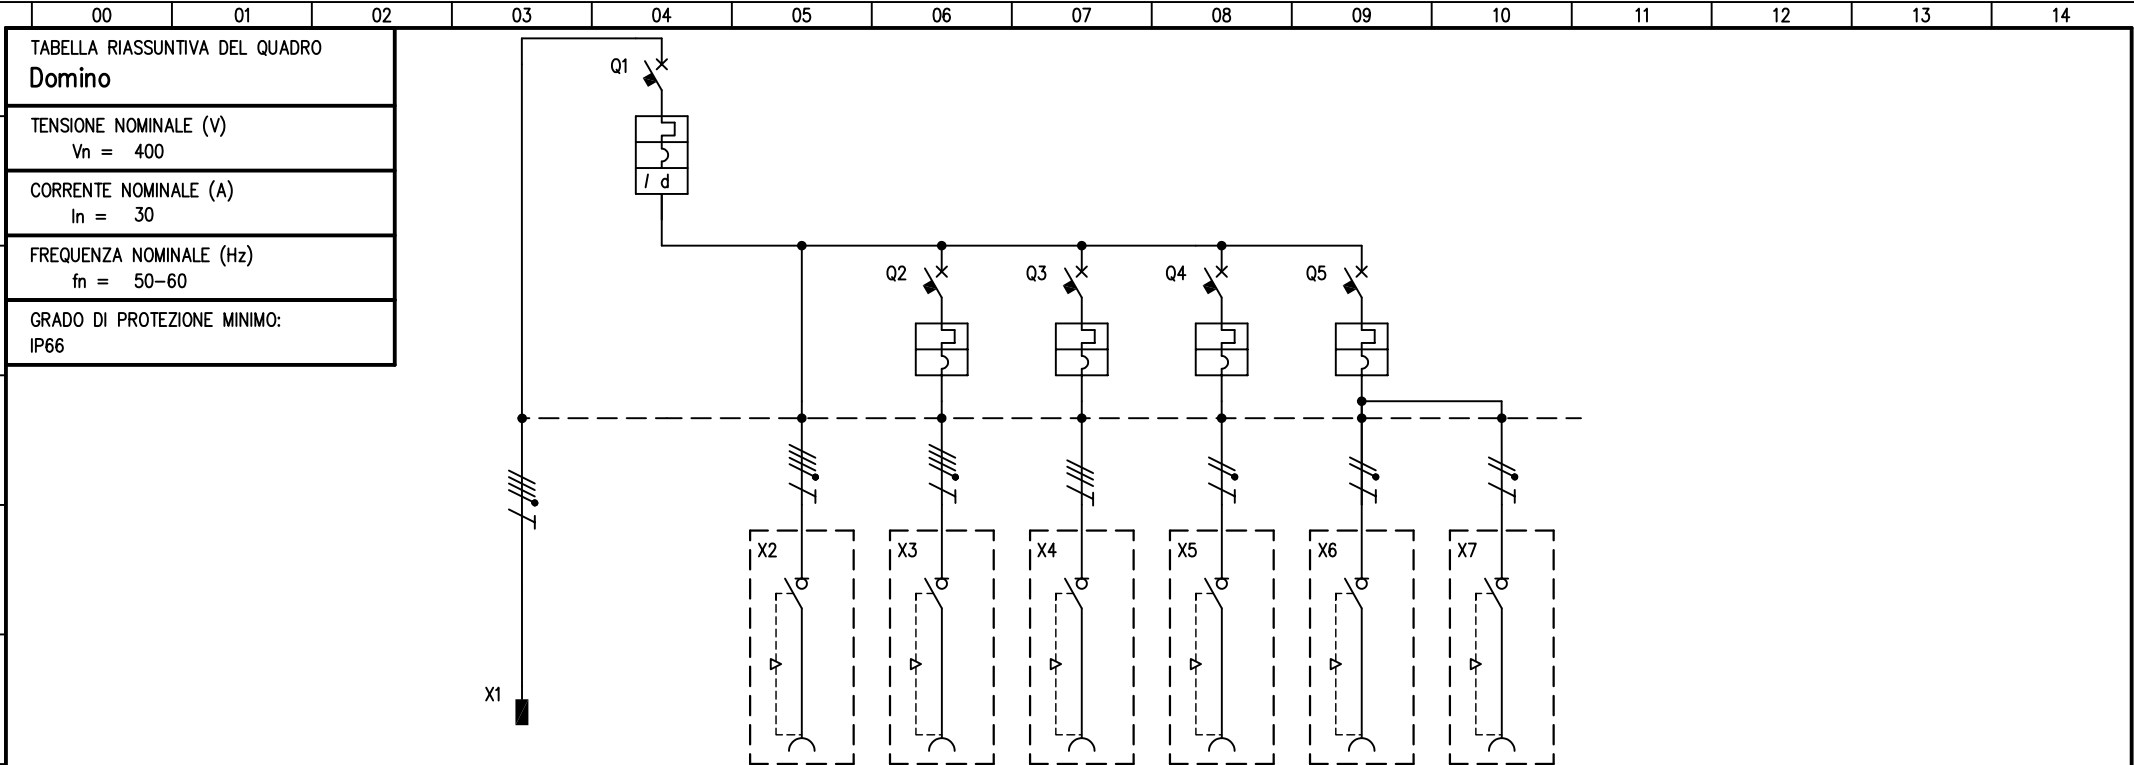 00 01 02 03 04 05 06 07 08 09 10 11 12 13 14
TABELLA RIASSUNTIVA DEL QUADRO
Domino
TENSIONE NOMINALE (V)
Vn = 400
CORRENTE NOMINALE (A)
In = 30
FREQUENZA NOMINALE (Hz)
fn = 50-60
GRADO DI PROTEZIONE MINIMO:
IP66
Q1
I d
Q2 Q3 Q4 Q5
X2 X3 X4 X5 X6 X7
X1